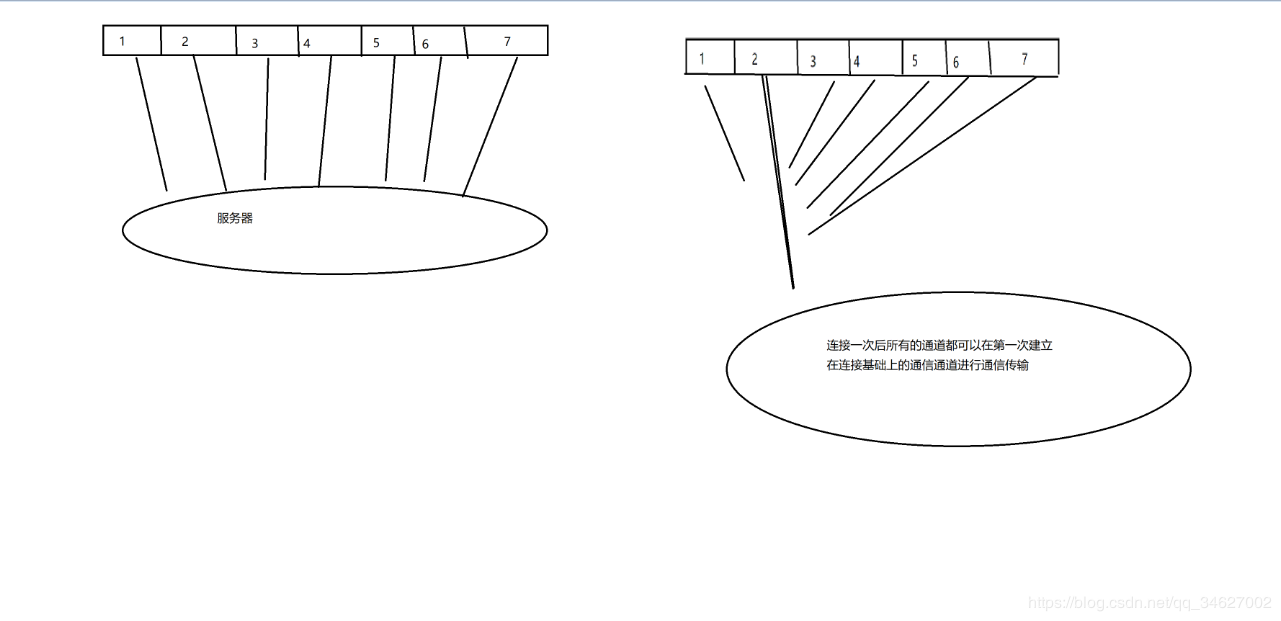 1 2 3 4 5 6 7
服务器
1 2 3 4 5 6 7
连接一次后所有的通道都可以在第一次建立
在连接基础上的通信通道进行通信传输
https://blog.csdn.net/qq_34627002